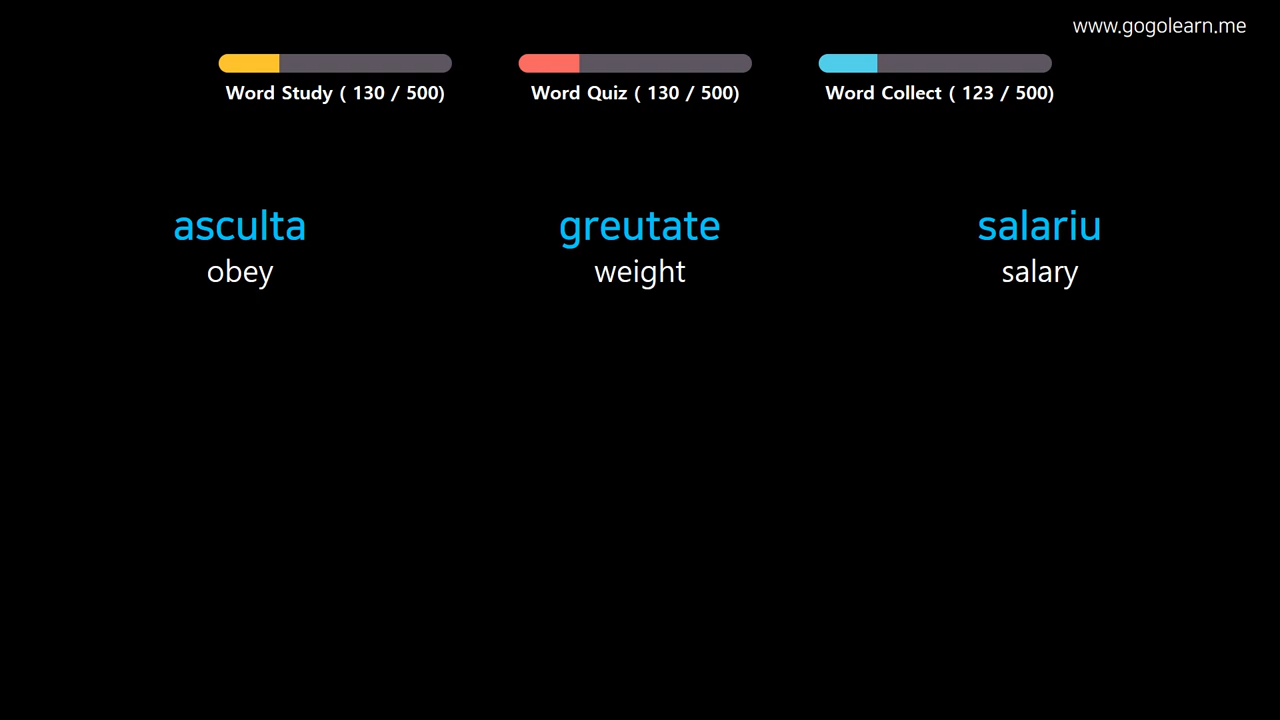 www.gogolearn.me
Word Study ( 130 / 500)
Word Quiz ( 130 / 500)
Word Collect ( 123 / 500)
asculta
obey
greutate
weight
salariu
salary